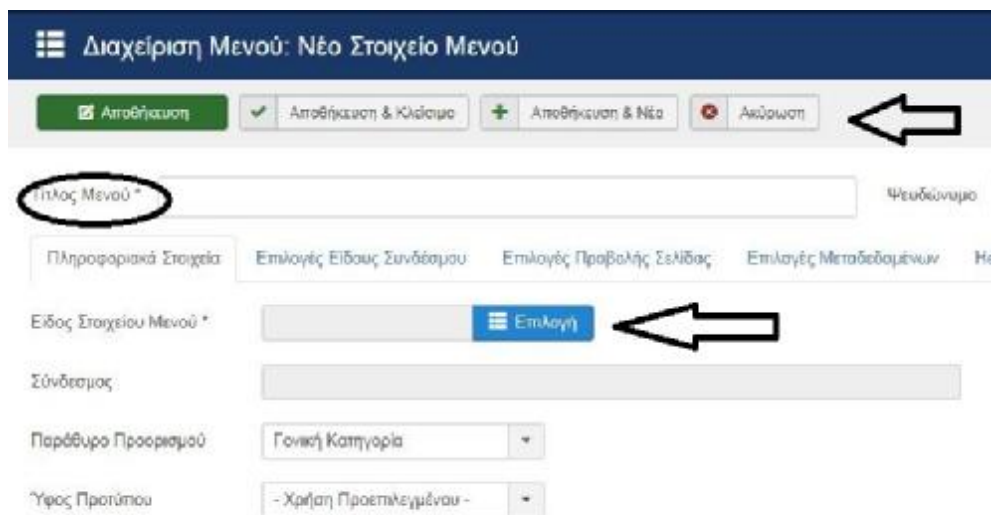 Διαχείριση Μενού: Νέο Στοιχείο Μενού
Αποθήκευση Αποθήκευση & Κλείσιμο Αποθήκευση & Νέο Ακύρωση
Τίτλος Μενού * Ψευδώνυμο
Πληροφοριακά Στοιχεία Επιλογές Είδους Συνδέσμου Επιλογές Προβολής Σελίδας Επιλογές Μεταδεδομένων
Είδος Στοιχείου Μενού * Επιλογή
Σύνδεσμος
Παράθυρο Προορισμού Γονική Κατηγορία
Ύφος Προτύπου - Χρήση Προεπιλεγμένου -